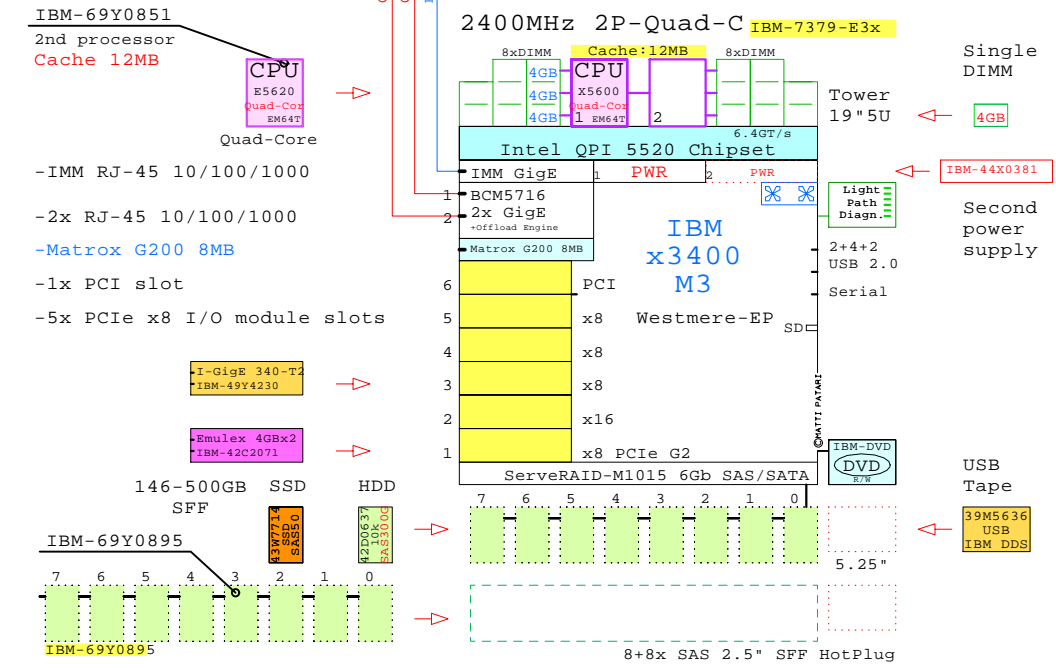 IBM-69Y0851
2nd processor
Cache 12MB
CPU
E5620
Quad-Cor
EM64T
Quad-Core
-IMM RJ-45 10/100/1000
-2x RJ-45 10/100/1000
-Matrox G200 8MB
-1x PCI slot
-5x PCIe x8 I/O module slots
I-GigE 340-T2
IBM-49Y4230
Emulex 4GBx2
IBM-42C2071
146-500GB
SFF
SSD
HDD
43W7714
SSD
SAS50
42D0637
10k
SAS300G
IBM-69Y0895
7 6 5 4 3 2 1 0
IBM-69Y0895
2400MHz 2P-Quad-C
IBM-7379-E3x
8xDIMM
Cache:12MB
8xDIMM
4GB
4GB
4GB
CPU
X5600
Quad-Cor
1 EM64T
2
6.4GT/s
Intel QPI 5520 Chipset
IMM GigE
1 PWR
2 PWR
1 BCM5716
2 2x GigE
+Offload Engine
Matrox G200 8MB
IBM
x3400
M3
Westmere-EP
6 PCI
5 x8
4 x8
3 x8
2 x16
1 x8 PCIe G2
SD
©MATTI PATARI
ServeRAID-M1015 6Gb SAS/SATA
7 6 5 4 3 2 1 0
5.25"
8+8x SAS 2.5" SFF HotPlug
Single
DIMM
Tower
19"5U
4GB
IBM-44X0381
Light
Path
Diagn.
Second
power
supply
2+4+2
USB 2.0
Serial
IBM-DVD
DVD
R/W
USB
Tape
39M5636
USB
IBM DDS